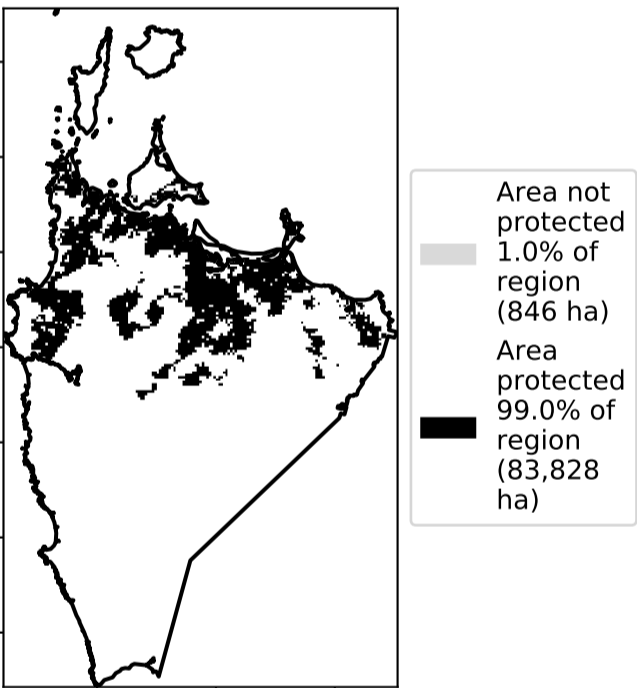 Area not
protected
1.0% of
region
(846 ha)
Area
protected
99.0% of
region
(83,828
ha)